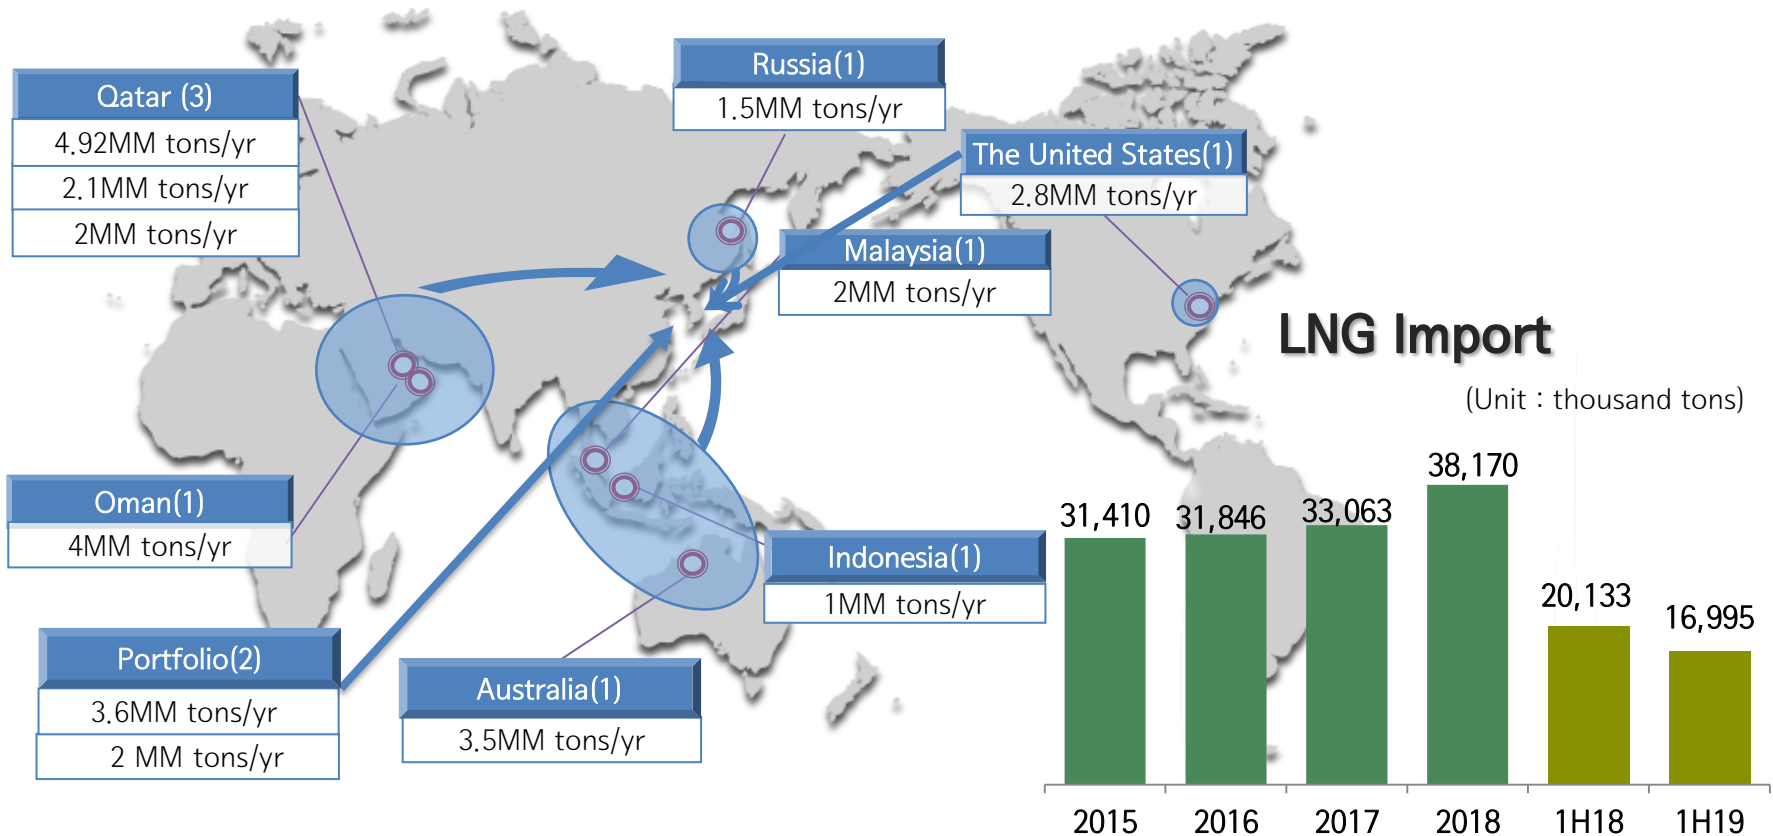 Qatar (3)
4.92MM tons/yr
2.1MM tons/yr
2MM tons/yr
Russia(1)
1.5MM tons/yr
The United States(1)
2.8MM tons/yr
Malaysia(1)
2MM tons/yr
Oman(1)
4MM tons/yr
Indonesia(1)
1MM tons/yr
Portfolio(2)
3.6MM tons/yr
2 MM tons/yr
Australia(1)
3.5MM tons/yr
LNG Import
(Unit : thousand tons)
31,410
31,846
33,063
38,170
20,133
16,995
2015
2016
2017
2018
1H18
1H19